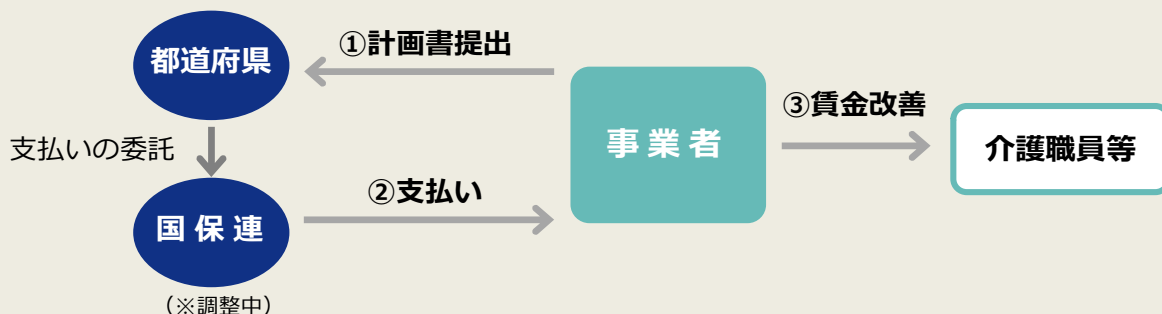 ①計画書提出
都道府県
③賃金改善
事業者
介護職員等
支払いの委託
②支払い
国保連
（※調整中）